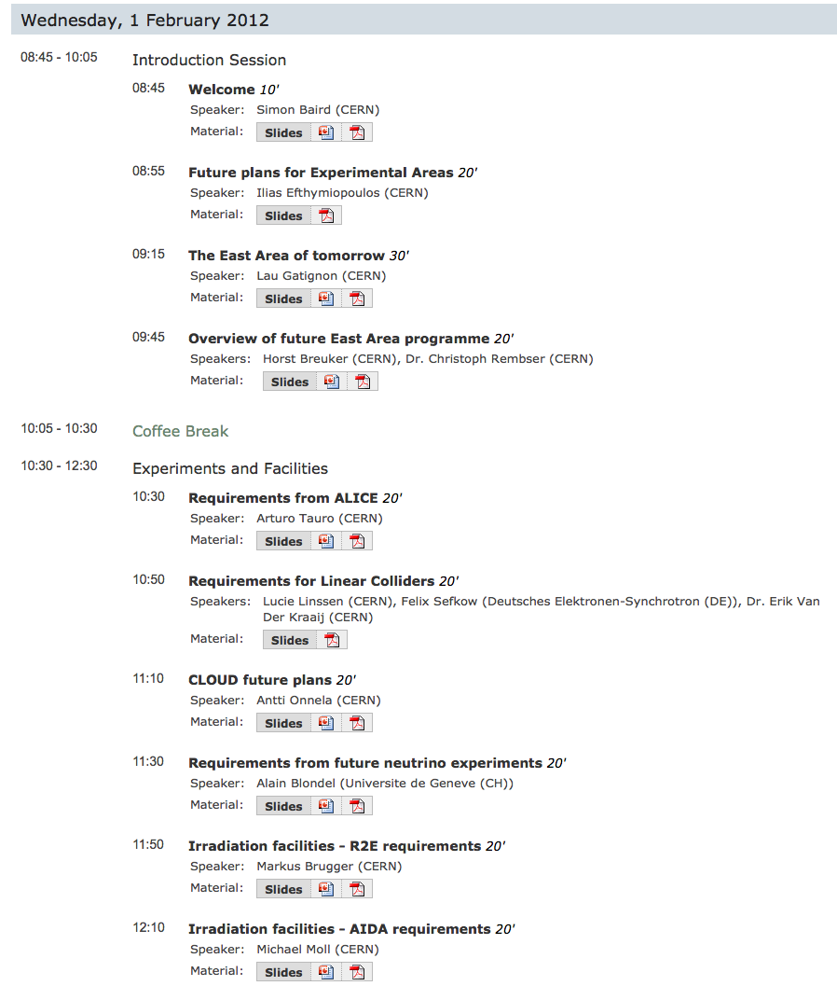 Wednesday, 1 February 2012
08:45 - 10:05 Introduction Session
08:45 Welcome 10'
Speaker: Simon Baird (CERN)
Material: Slides
08:55 Future plans for Experimental Areas 20'
Speaker: Ilias Efthymiopoulos (CERN)
Material: Slides
09:15 The East Area of tomorrow 30'
Speaker: Lau Gatignon (CERN)
Material: Slides
09:45 Overview of future East Area programme 20'
Speakers: Horst Breuker (CERN), Dr. Christoph Rembser (CERN)
Material: Slides
10:05 - 10:30 Coffee Break
10:30 - 12:30 Experiments and Facilities
10:30 Requirements from ALICE 20'
Speaker: Arturo Tauro (CERN)
Material: Slides
10:50 Requirements for Linear Colliders 20'
Speakers: Lucie Linssen (CERN), Felix Sefkow (Deutsches Elektronen-Synchrotron (DE)), Dr. Erik Van
Der Kraaij (CERN)
Material: Slides
11:10 CLOUD future plans 20'
Speaker: Antti Onnela (CERN)
Material: Slides
11:30 Requirements from future neutrino experiments 20'
Speaker: Alain Blondel (Universite de Geneve (CH))
Material: Slides
11:50 Irradiation facilities - R2E requirements 20'
Speaker: Markus Brugger (CERN)
Material: Slides
12:10 Irradiation facilities - AIDA requirements 20'
Speaker: Michael Moll (CERN)
Material: Slides